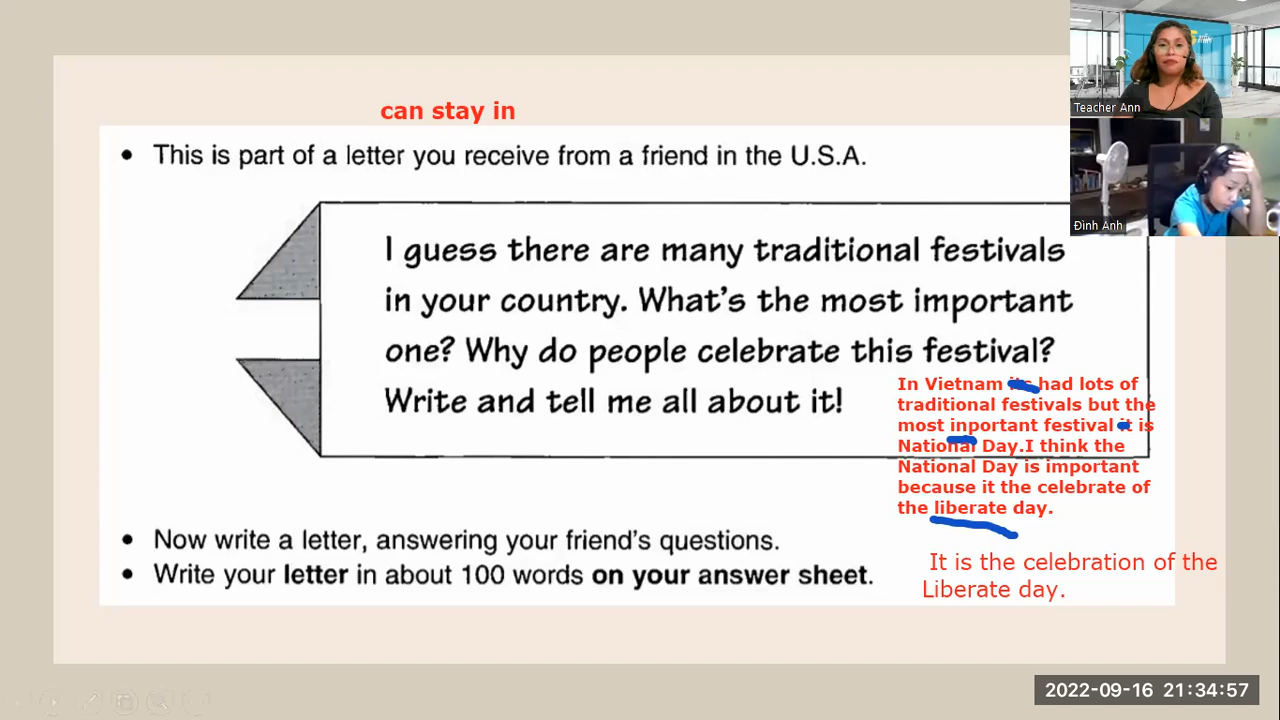 can stay in
• This is part of a letter you receive from a friend in the U.S.A.
I guess there are many traditional festivals
in your country. What's the most important
one? Why do people celebrate this festival?
Write and tell me all about it!
In Vietnam its had lots of
traditional festivals but the
most inportant festival it is
National Day.I think the
National Day is important
because it the celebrate of
the liberate day.
It is the celebration of the
Liberate day.
• Now write a letter, answering your friend's questions.
• Write your letter in about 100 words on your answer sheet.
Teacher Ann
Đình Anh
2022-09-16 21:34:57